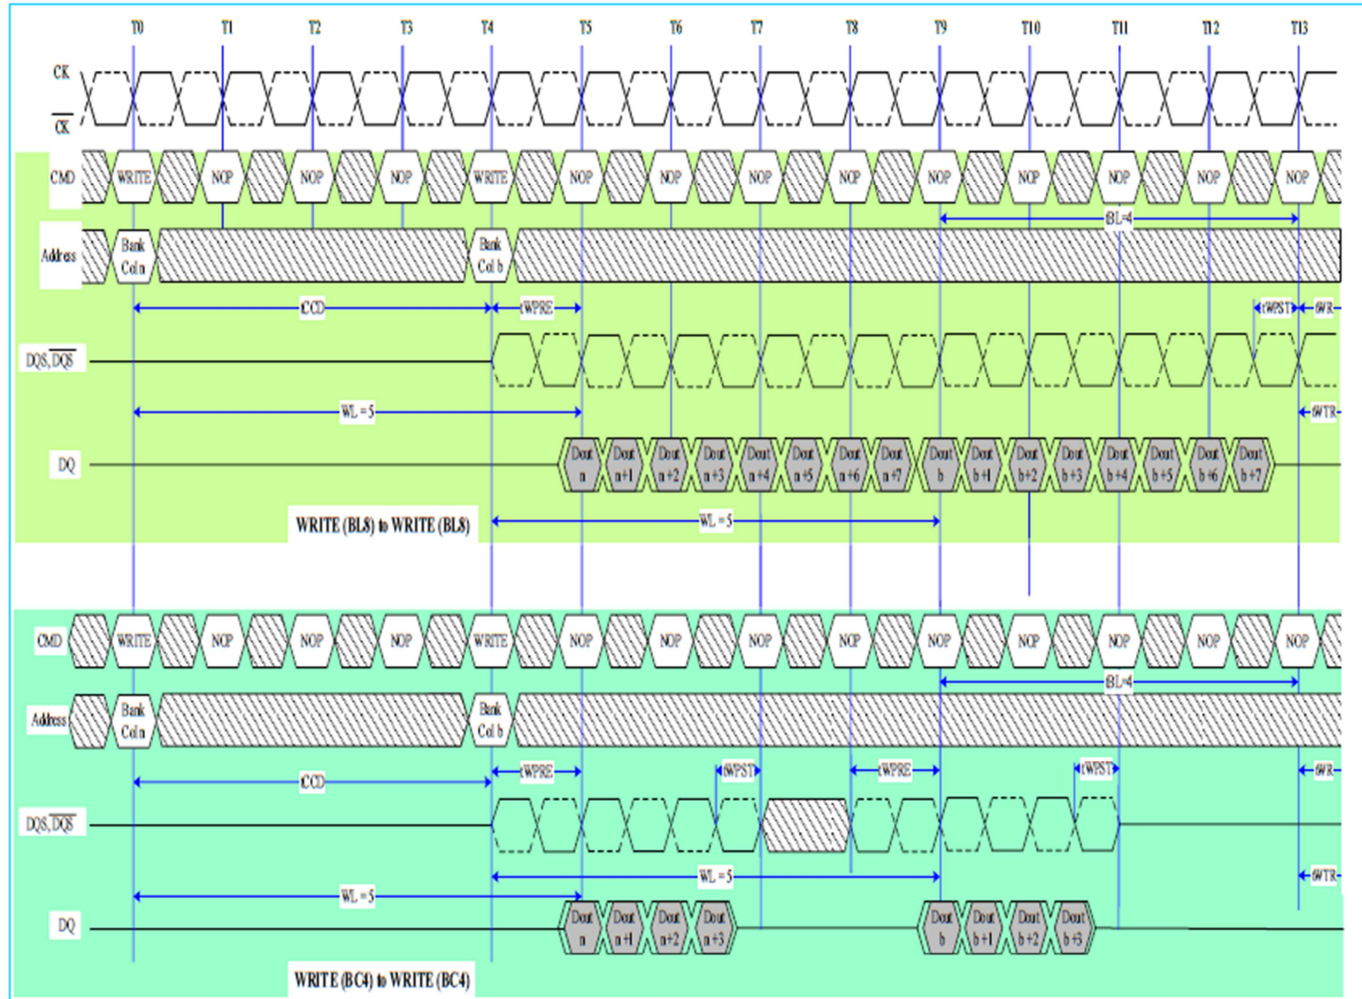 T0 T1 T2 T3 T4 T5 T6 T7 T8 T9 T10 T11 T12 T13
CK
CK
CMD WRITE NOP NOP NOP WRITE NOP NOP NOP NOP NOP NOP NOP NOP NOP
tBL=4
Address Bank Col n Bank Col b
tCCD tWPRE tWPST tWR
DQS, DQS
WL = 5 tWTR
DQ Dout n Dout n+1 Dout n+2 Dout n+3 Dout n+4 Dout n+5 Dout n+6 Dout n+7 Dout b Dout b+1 Dout b+2 Dout b+3 Dout b+4 Dout b+5 Dout b+6 Dout b+7
WL = 5
WRITE (BL8) to WRITE (BL8)
CMD WRITE NOP NOP NOP WRITE NOP NOP NOP NOP NOP NOP NOP NOP NOP
tBL=4
Address Bank Col n Bank Col b
tCCD tWPRE tWPST tWPRE tWPST tWR
DQS, DQS
WL = 5 tWTR
WL = 5
DQ Dout n Dout n+1 Dout n+2 Dout n+3 Dout b Dout b+1 Dout b+2 Dout b+3
WRITE (BC4) to WRITE (BC4)